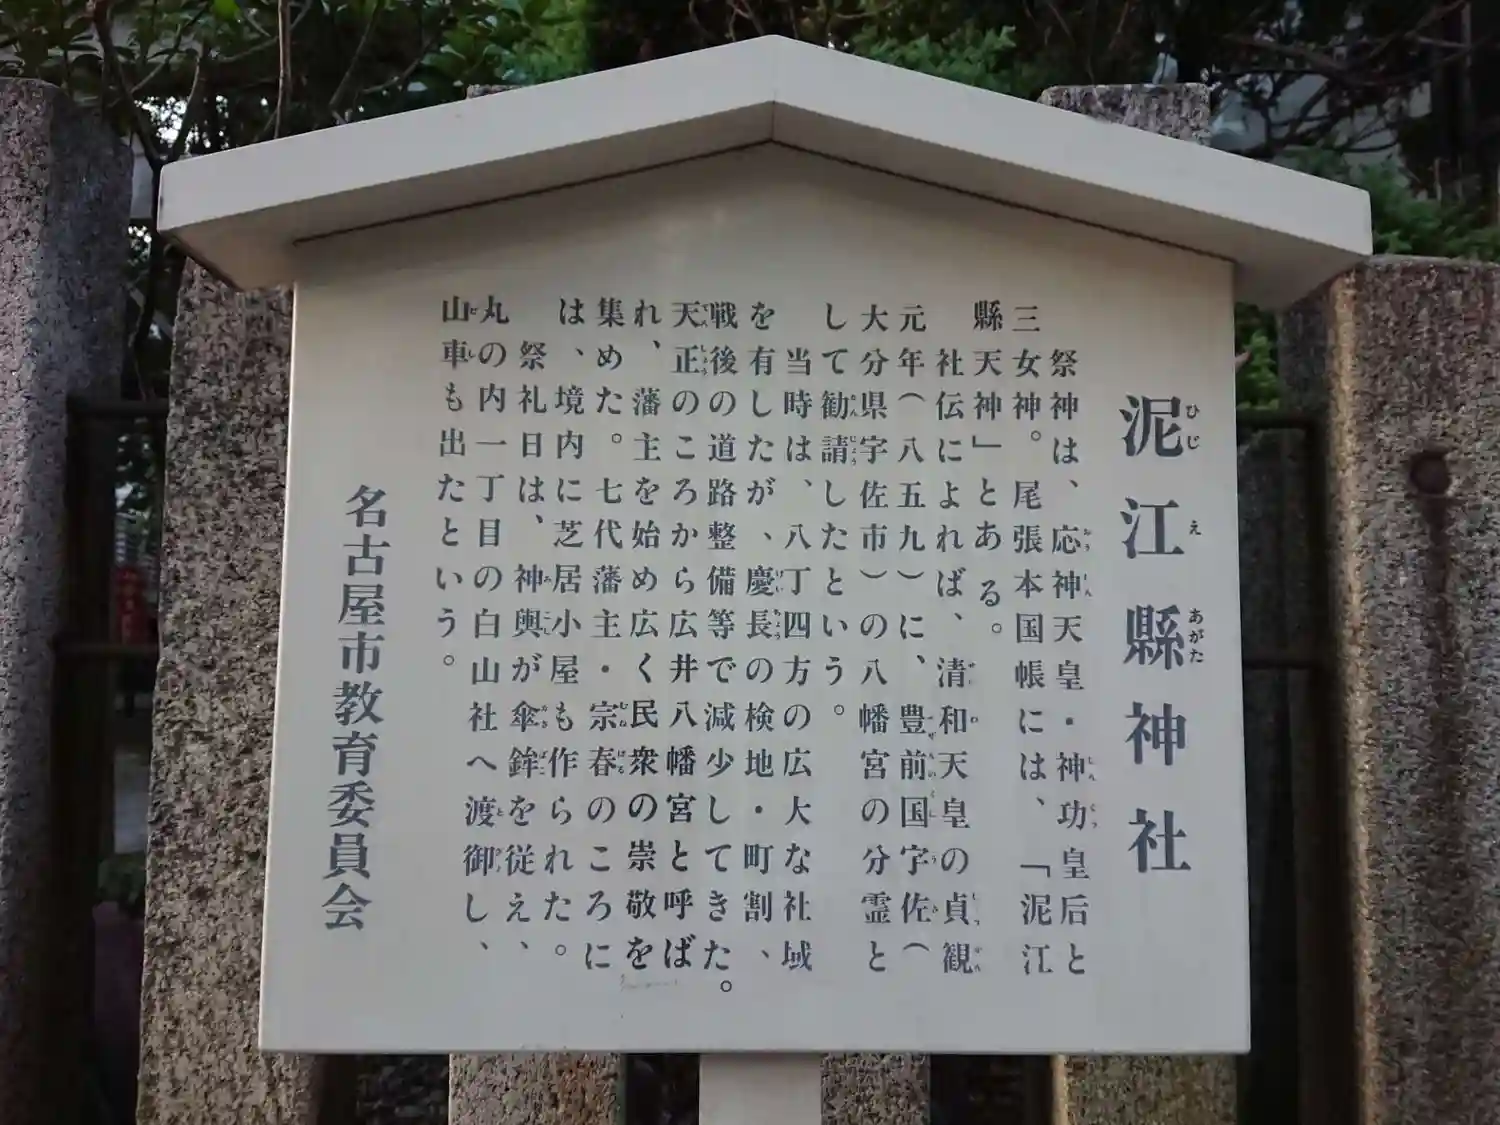 泥江縣神社
祭神は、応神天皇・神功皇后と
三女神。尾張本国帳には、「泥江
縣天神」とある。
社伝によれば、清和天皇の貞観
元年（八五九）に、豊前国宇佐（
大分県宇佐市）の八幡宮の分霊と
して勧請したという。
当時は、八丁四方の広大な社域
を有したが、慶長の検地・町割、
戦後の道路整備等で減少してきた。
天正のころから広井八幡宮と呼ば
れ、藩主を始め広く民衆の崇敬を
集めた。七代藩主・宗春のころに
は、境内に芝居小屋も作られた。
祭礼日は、神輿が傘鉾を従え、
丸の内一丁目の白山社へ渡御し、
山車も出たという。
名古屋市教育委員会